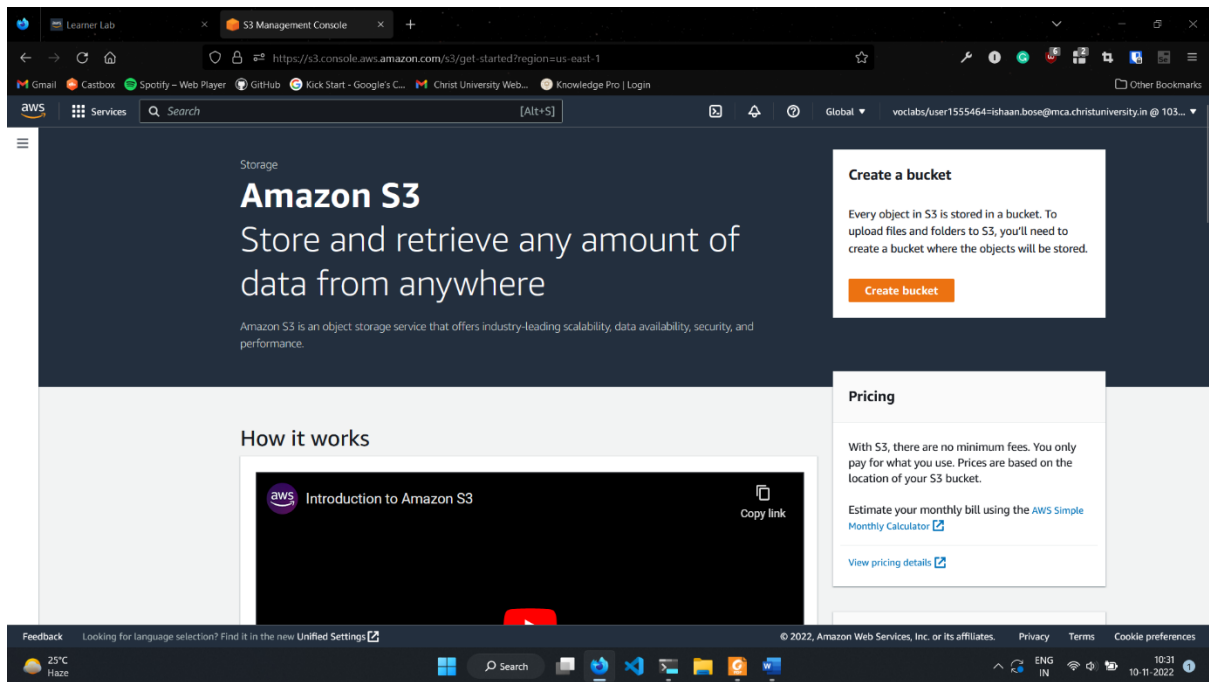 Learner Lab
S3 Management Console
https://s3.console.aws.amazon.com/s3/get-started?region=us-east-1
6
2
Gmail
Castbox
Spotify – Web Player
GitHub
Kick Start - Google's C...
Christ University Web...
Knowledge Pro | Login
Other Bookmarks
aws
Services
Search
[Alt+S]
Global
voclabs/user1555464=ishaan.bose@mca.christuniversity.in @ 103...
Storage
Amazon S3
Store and retrieve any amount of
data from anywhere
Amazon S3 is an object storage service that offers industry-leading scalability, data availability, security, and
performance.
Create a bucket
Every object in S3 is stored in a bucket. To
upload files and folders to S3, you'll need to
create a bucket where the objects will be stored.
Create bucket
Pricing
With S3, there are no minimum fees. You only
pay for what you use. Prices are based on the
location of your S3 bucket.
Estimate your monthly bill using the AWS Simple
Monthly Calculator
View pricing details
How it works
aws
Introduction to Amazon S3
Copy link
Feedback
Looking for language selection? Find it in the new Unified Settings
© 2022, Amazon Web Services, Inc. or its affiliates.
Privacy
Terms
Cookie preferences
25°C
Haze
Search
ENG
IN
10:31
10-11-2022
1